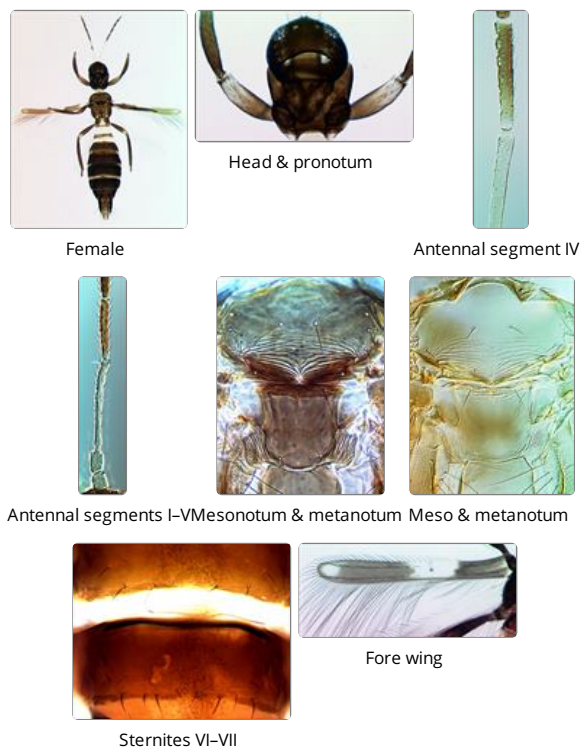 Head & pronotum
Female
Antennal segment IV
Antennal segments I–VMesonotum & metanotum Meso & metanotum
Fore wing
Sternites VI–VII